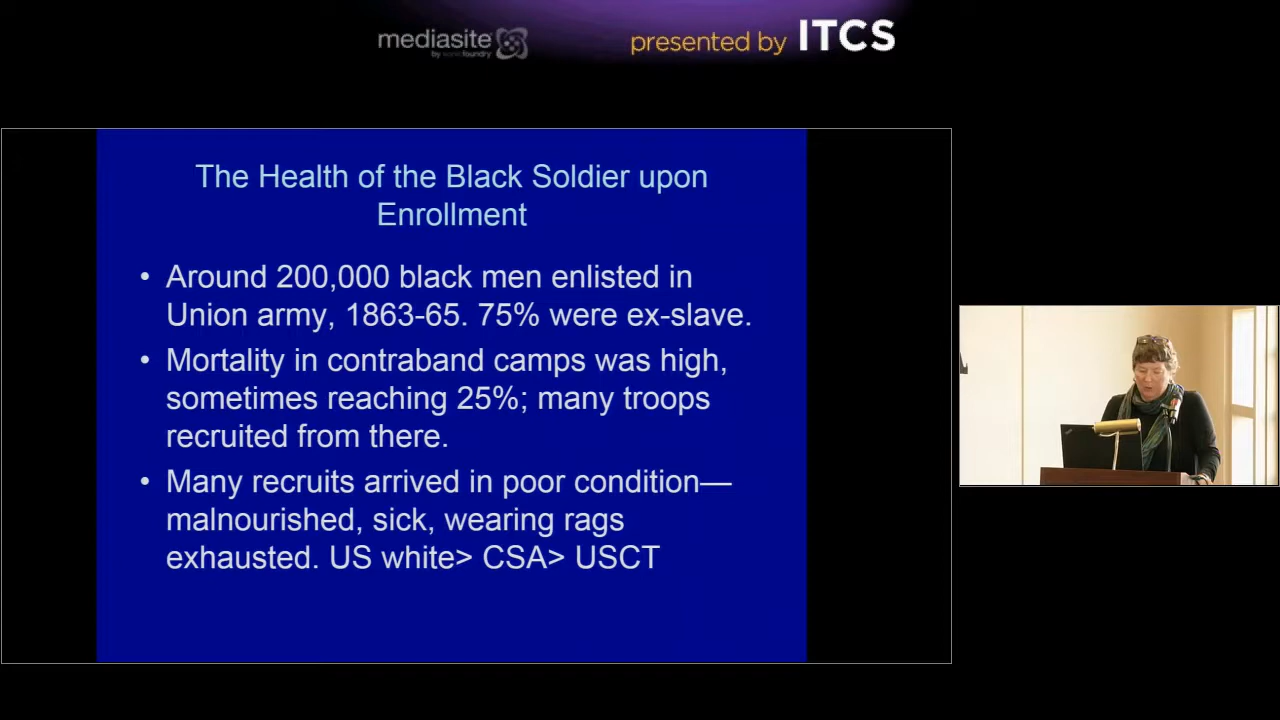 mediasite
by sonicfoundry
presented by ITCS
The Health of the Black Soldier upon
Enrollment
• Around 200,000 black men enlisted in
Union army, 1863-65. 75% were ex-slave.
• Mortality in contraband camps was high,
sometimes reaching 25%; many troops
recruited from there.
• Many recruits arrived in poor condition—
malnourished, sick, wearing rags
exhausted. US white> CSA> USCT